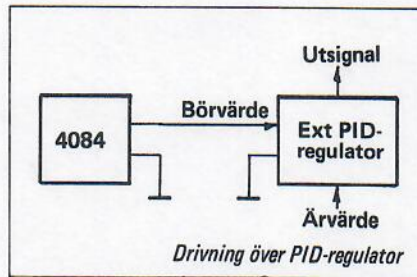 Utsignal
Börvärde
4084
Ext PID-
regulator
Ärvärde
Drivning över PID-regulator